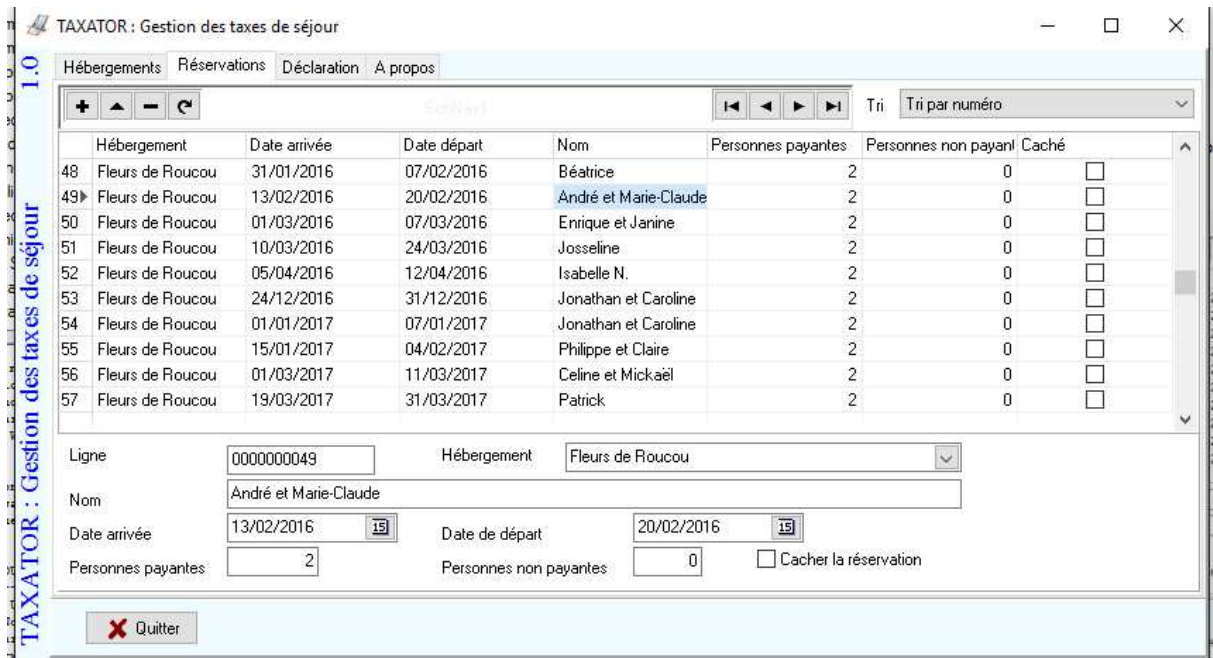 TAXATOR : Gestion des taxes de séjour
TAXATOR : Gestion des taxes de séjour 1.0
Hébergements Réservations Déclaration A propos
Tri Tri par numéro
Hébergement Date arrivée Date départ Nom Personnes payantes Personnes non payant Caché
48 Fleurs de Roucou 31/01/2016 07/02/2016 Béatrice 2 0
49 Fleurs de Roucou 13/02/2016 20/02/2016 André et Marie-Claude 2 0
50 Fleurs de Roucou 01/03/2016 07/03/2016 Enrique et Janine 2 0
51 Fleurs de Roucou 10/03/2016 24/03/2016 Josseline 2 0
52 Fleurs de Roucou 05/04/2016 12/04/2016 Isabelle N. 2 0
53 Fleurs de Roucou 24/12/2016 31/12/2016 Jonathan et Caroline 2 0
54 Fleurs de Roucou 01/01/2017 07/01/2017 Jonathan et Caroline 2 0
55 Fleurs de Roucou 15/01/2017 04/02/2017 Philippe et Claire 2 0
56 Fleurs de Roucou 01/03/2017 11/03/2017 Celine et Mickaël 2 0
57 Fleurs de Roucou 19/03/2017 31/03/2017 Patrick 2 0
Ligne 0000000049 Hébergement Fleurs de Roucou
Nom André et Marie-Claude
Date arrivée 13/02/2016 15 Date de départ 20/02/2016 15
Personnes payantes 2 Personnes non payantes 0 Cacher la réservation
Quitter